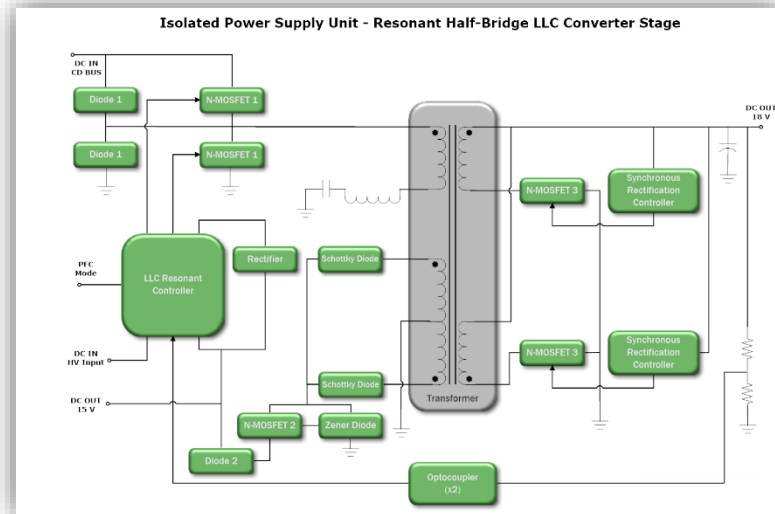 Isolated Power Supply Unit - Resonant Half-Bridge LLC Converter Stage
DC IN
CD BUS
Diode 1
N-MOSFET 1
DC OUT
18 V
Diode 1
N-MOSFET 1
N-MOSFET 3
Synchronous
Rectification
Controller
PFC
Mode
LLC Resonant
Controller
Rectifier
Schottky Diode
DC IN
HV Input
N-MOSFET 3
Synchronous
Rectification
Controller
DC OUT
15 V
Schottky Diode
Transformer
N-MOSFET 2
Zener Diode
Diode 2
Optocoupler
(x2)